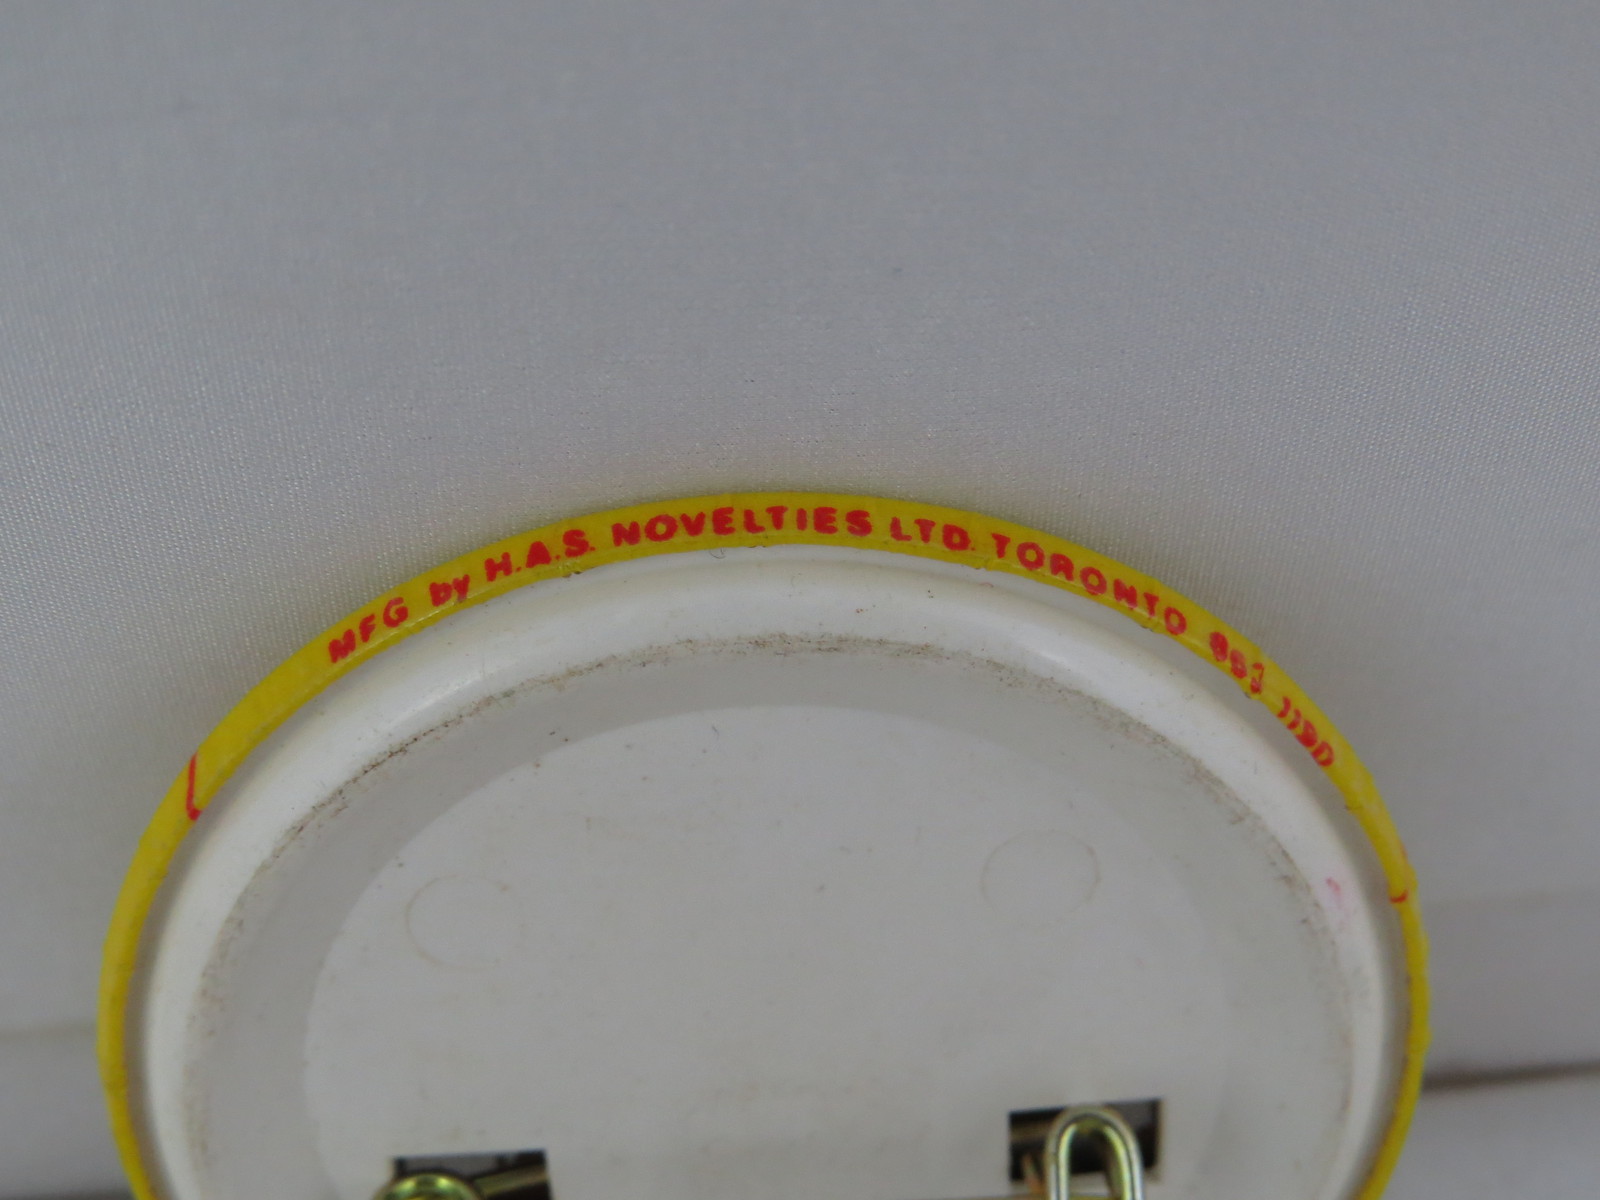 MFG by H.A.S. NOVELTIES LTD. TORONTO